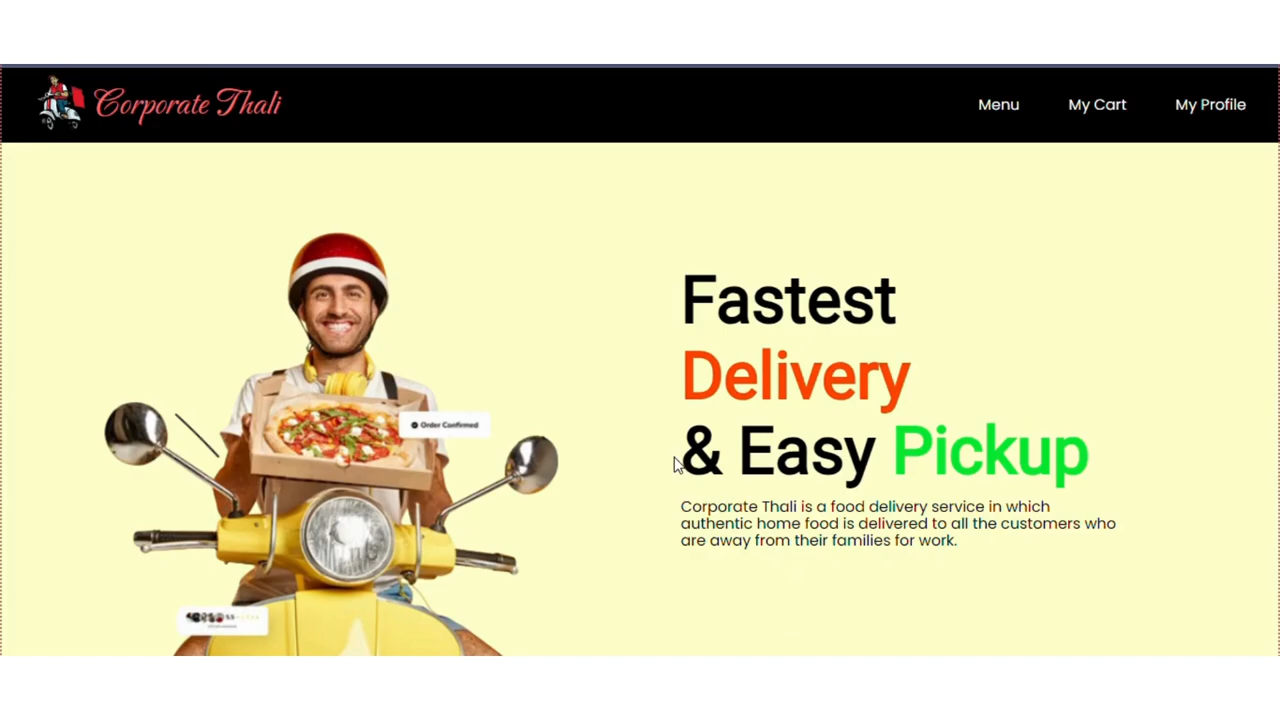 Corporate Thali
Menu
My Cart
My Profile
Fastest
Delivery
& Easy Pickup
Corporate Thali is a food delivery service in which
authentic home food is delivered to all the customers who
are away from their families for work.
Order Confirmed